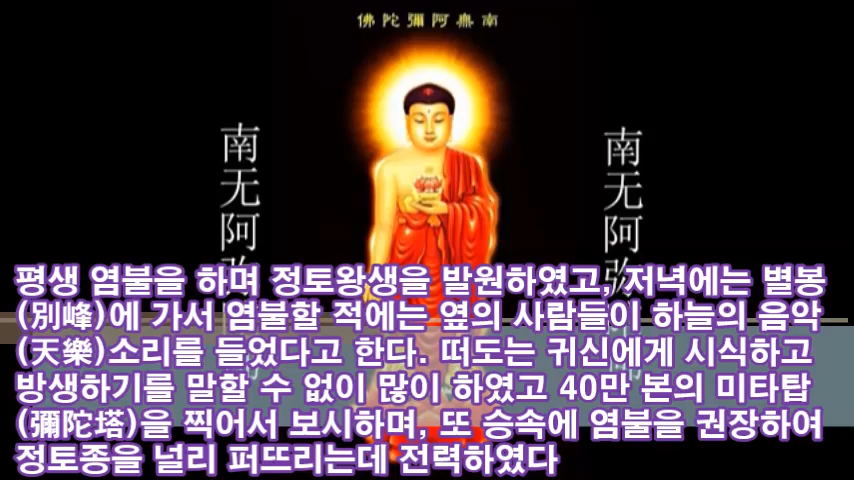 佛陀彌阿無南
南无阿弥
南无阿弥
평생 염불을 하며 정토왕생을 발원하였고, 저녁에는 별봉
(別峰)에 가서 염불할 적에는 옆의 사람들이 하늘의 음악
(天樂)소리를 들었다고 한다. 떠도는 귀신에게 시식하고
방생하기를 말할 수 없이 많이 하였고 40만 본의 미타탑
(彌陀塔)을 찍어서 보시하며, 또 승속에 염불을 권장하여
정토종을 널리 퍼뜨리는데 전력하였다